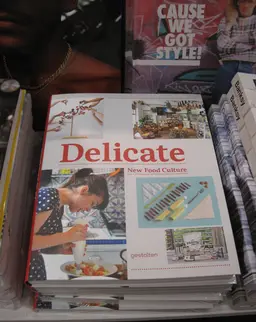 CAUSE
WE
GOT
STYLE!
Delicate
New Food Culture
gestalten